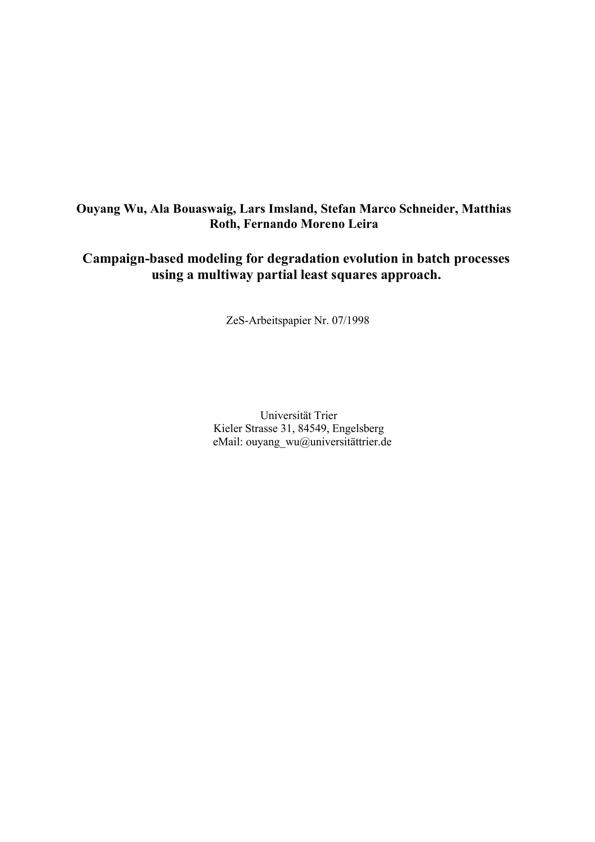 Ouyang Wu, Ala Bouaswaig, Lars Imsland, Stefan Marco Schneider, Matthias
Roth, Fernando Moreno Leira
Campaign-based modeling for degradation evolution in batch processes
using a multiway partial least squares approach.
ZeS-Arbeitspapier Nr. 07/1998
Universität Trier
Kieler Strasse 31, 84549, Engelsberg
eMail: ouyang_wu@universitättrier.de